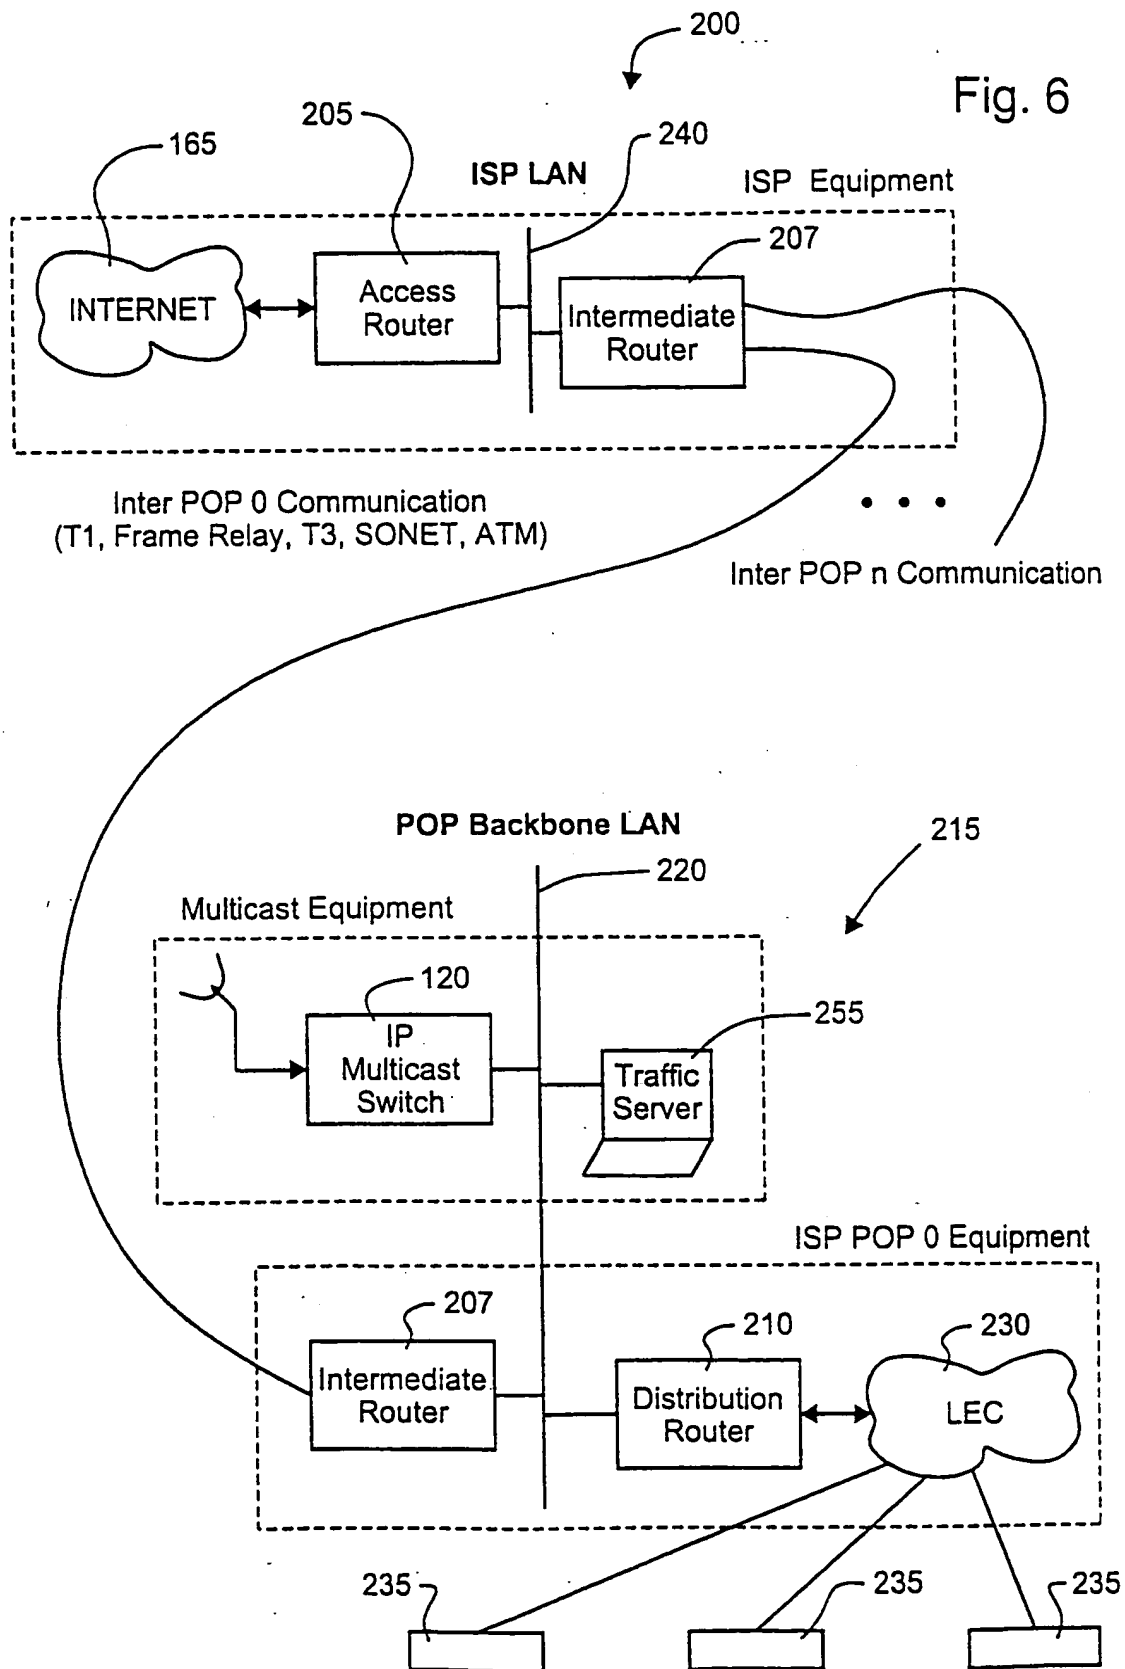 200
Fig. 6
205
165
240
ISP LAN
ISP Equipment
207
INTERNET
Access
Router
Intermediate
Router
Inter POP 0 Communication
(T1, Frame Relay, T3, SONET, ATM)
• • •
Inter POP n Communication
POP Backbone LAN
215
220
Multicast Equipment
120
255
IP
Multicast
Switch
Traffic
Server
ISP POP 0 Equipment
207
210
230
Intermediate
Router
Distribution
Router
LEC
235
235
235